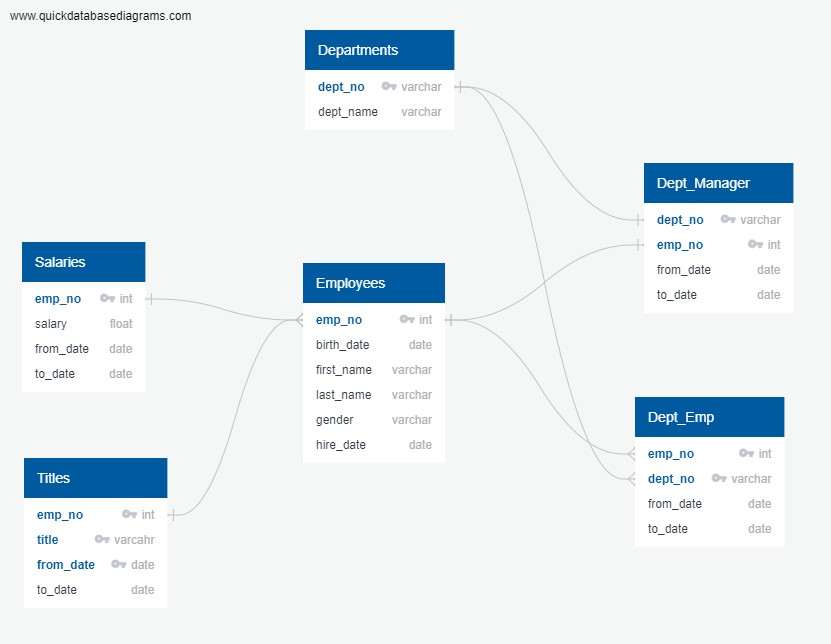 www.quickdatabasediagrams.com
Departments
dept_no varchar
dept_name varchar
Dept_Manager
dept_no varchar
emp_no int
from_date date
to_date date
Salaries
emp_no int
salary float
from_date date
to_date date
Employees
emp_no int
birth_date date
first_name varchar
last_name varchar
gender varchar
hire_date date
Dept_Emp
emp_no int
dept_no varchar
from_date date
to_date date
Titles
emp_no int
title varcahr
from_date date
to_date date